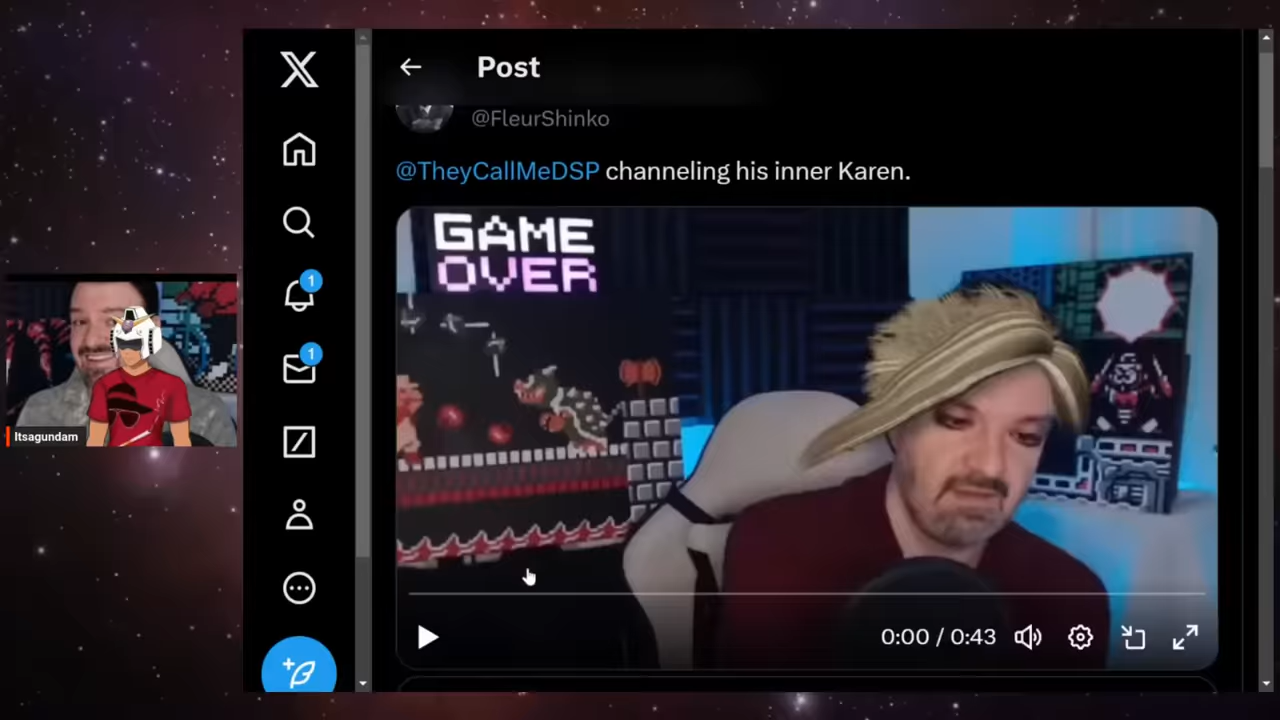 Post
@FleurShinko
@TheyCallMeDSP channeling his inner Karen.
GAME
OVER
1
1
Itsagundam
0:00 / 0:43